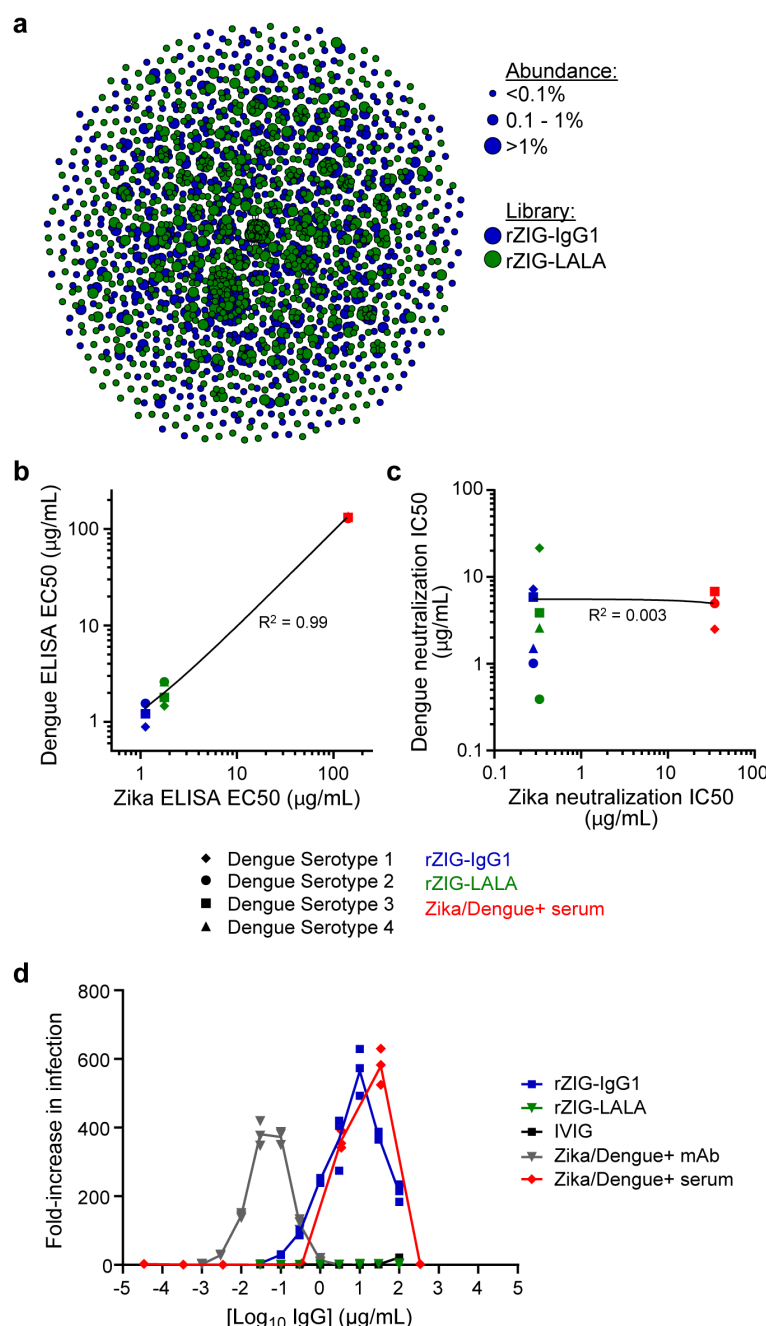 a
Abundance:
<0.1%
0.1 - 1%
>1%
Library:
rZIG-IgG1
rZIG-LALA
b
Dengue ELISA EC50 (µg/mL)
100
10
1
R² = 0.99
1
10
100
Zika ELISA EC50 (µg/mL)
c
Dengue neutralization IC50
(µg/mL)
100
10
1
0.1
R² = 0.003
0.1
1
10
100
Zika neutralization IC50
(µg/mL)
Dengue Serotype 1
Dengue Serotype 2
Dengue Serotype 3
Dengue Serotype 4
rZIG-IgG1
rZIG-LALA
Zika/Dengue+ serum
d
Fold-increase in infection
800
600
400
200
0
-5 -4 -3 -2 -1 0 1 2 3 4 5
[Log₁₀ IgG] (µg/mL)
rZIG-IgG1
rZIG-LALA
IVIG
Zika/Dengue+ mAb
Zika/Dengue+ serum